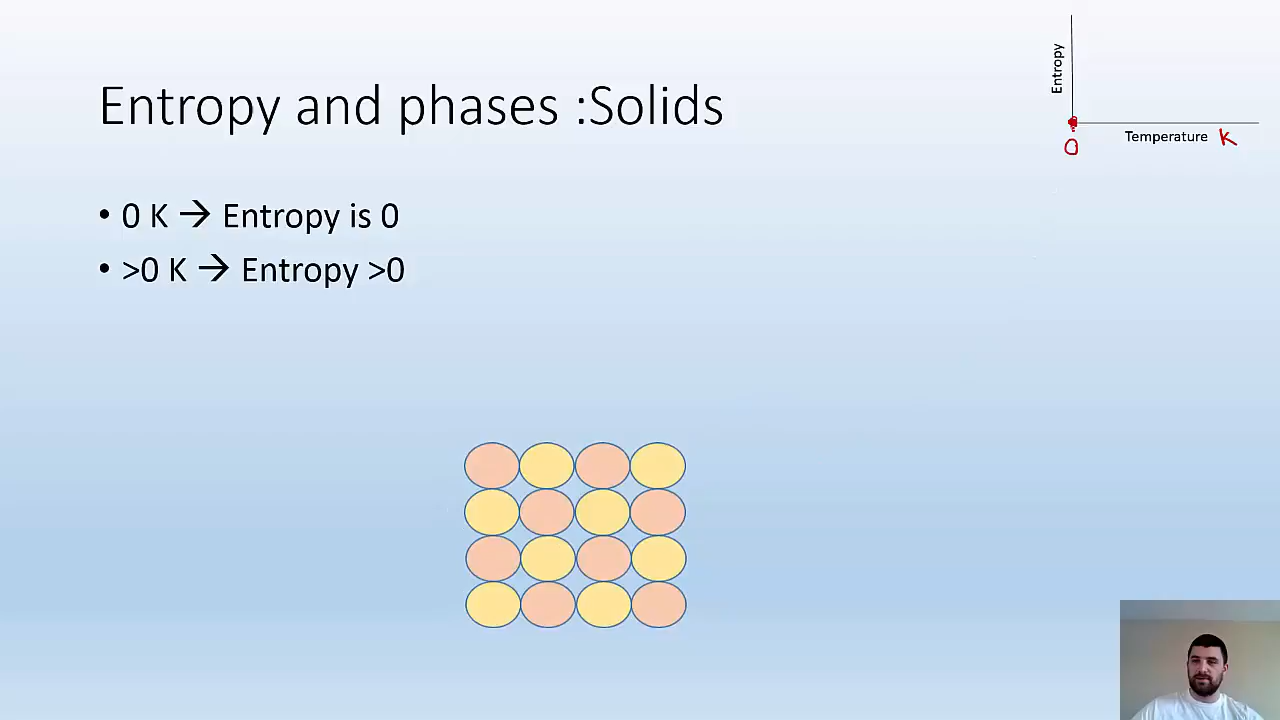 Entropy and phases :Solids
• 0 K → Entropy is 0
• >0 K → Entropy >0
Entropy
Temperature K
0